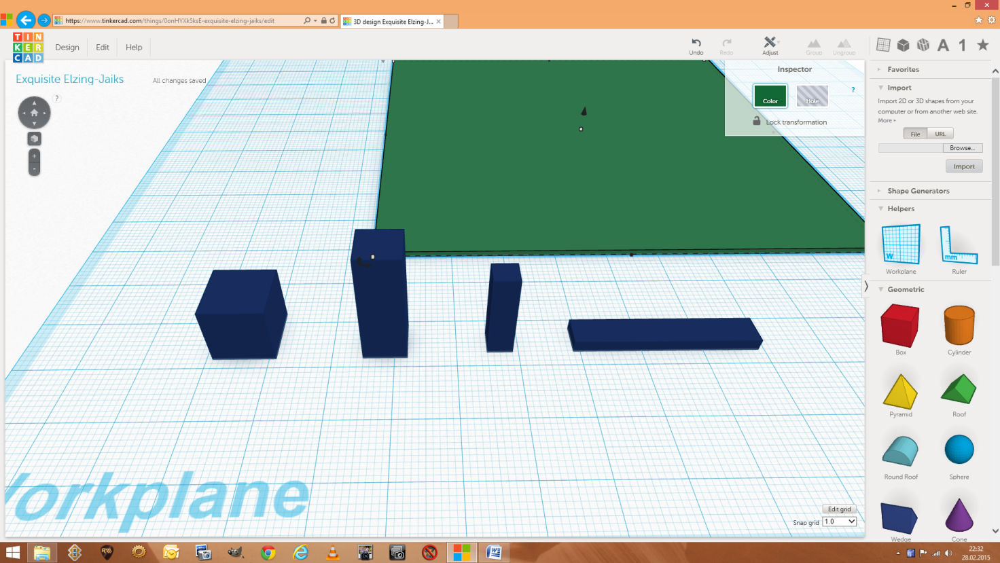 https://www.tinkercad.com/things/0onHYXk5ksE-exquisite-elzing-jaiks/edit
3D design Exquisite Elzing-J...
TIN
KER
CAD
Design
Edit
Help
Undo
Redo
Adjust
Group
Ungroup
Exquisite Elzing-Jaiks
All changes saved
?
+
-
Inspector
Color
Hole
?
Lock transformation
Favorites
Import
Import 2D or 3D shapes from your
computer or from another web site.
More
File
URL
Browse...
Import
Shape Generators
Helpers
W
mm
Workplane
Ruler
Geometric
Box
Cylinder
Pyramid
Roof
Round Roof
Sphere
Wedge
Cone
Workplane
Edit grid
Snap grid
1.0
22:32
28.02.2015